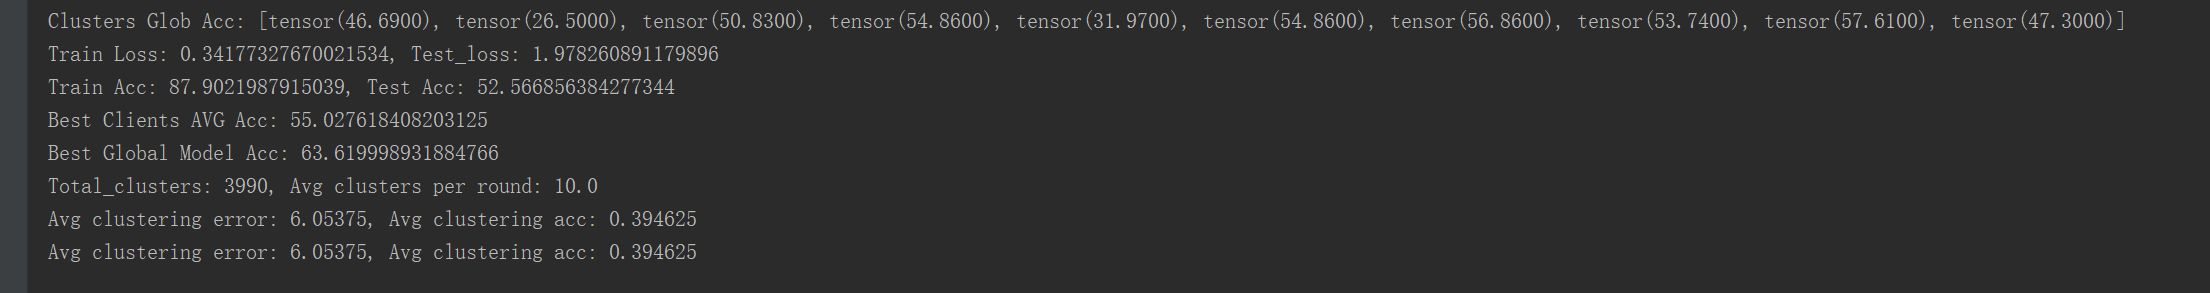 Clusters Glob Acc: [tensor(46.6900), tensor(26.5000), tensor(50.8300), tensor(54.8600), tensor(31.9700), tensor(54.8600), tensor(56.8600), tensor(53.7400), tensor(57.6100), tensor(47.3000)]
Train Loss: 0.34177327670021534, Test_loss: 1.978260891179896
Train Acc: 87.9021987915039, Test Acc: 52.566856384277344
Best Clients AVG Acc: 55.027618408203125
Best Global Model Acc: 63.619998931884766
Total_clusters: 3990, Avg clusters per round: 10.0
Avg clustering error: 6.05375, Avg clustering acc: 0.394625
Avg clustering error: 6.05375, Avg clustering acc: 0.394625